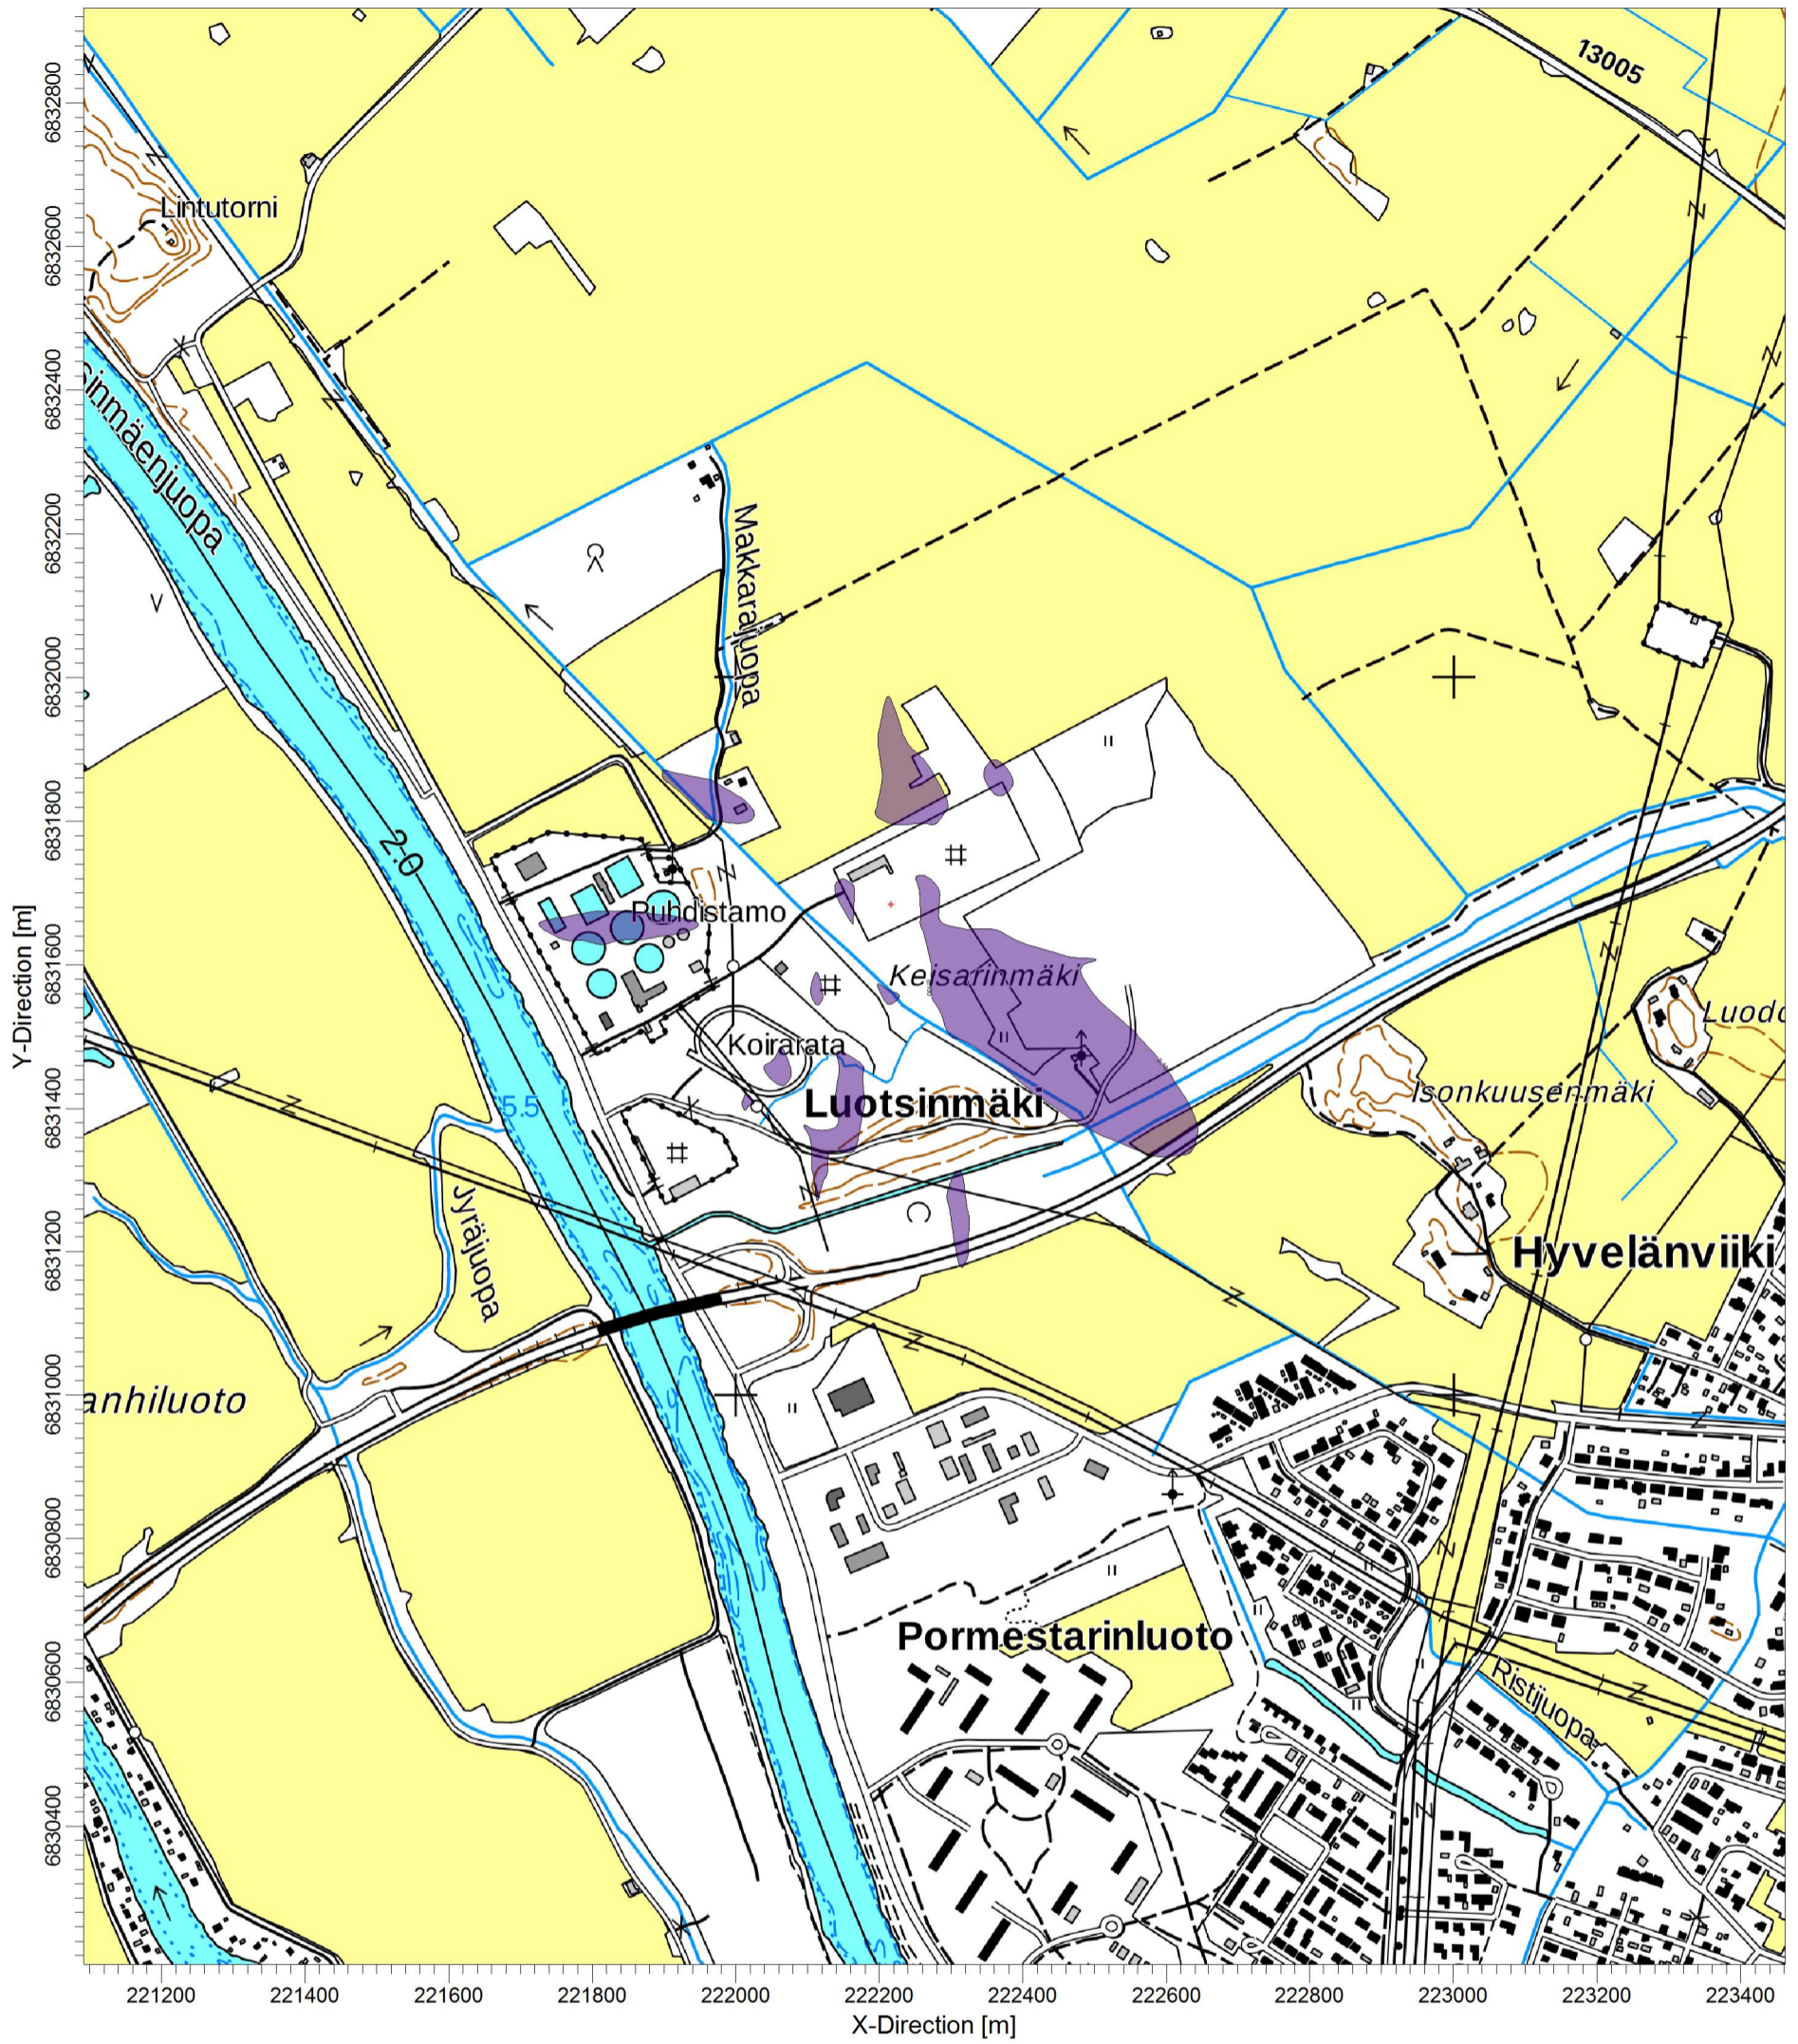 13005
Lintutorni
sinmäenjuopa
Makkarajuopa
2.0
Puhdistamo
Keisarinmäki
Koirarata
Luotsinmäki
Luodo
Isonkuusenmäki
5.5
Jyräjuopa
Hyvelänviiki
anhiluoto
Pormestarinluoto
Ristijuopa
Y-Direction [m]
6832800
6832600
6832400
6832200
6832000
6831800
6831600
6831400
6831200
6831000
6830800
6830600
6830400
221200 221400 221600 221800 222000 222200 222400 222600 222800 223000 223200 223400
X-Direction [m]